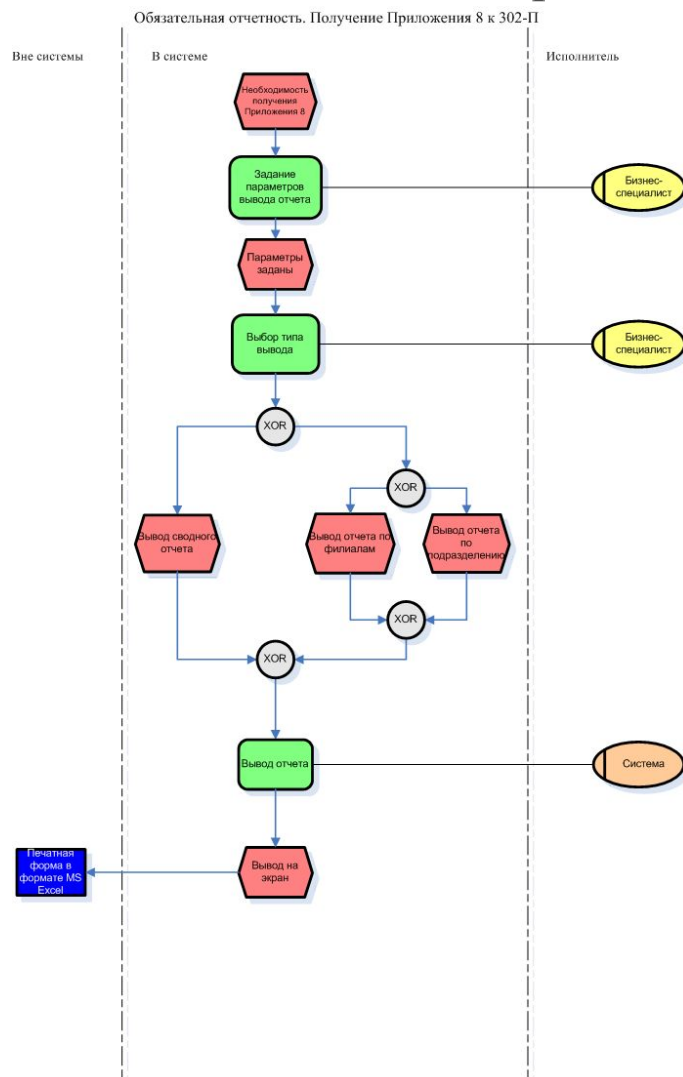 Обязательная отчетность. Получение Приложения 8 к 302-П
Вне системы
В системе
Исполнитель
Необходимость
получения
Приложения 8
Задание
параметров
вывода отчета
Бизнес-
специалист
Параметры
заданы
Выбор типа
вывода
Бизнес-
специалист
XOR
XOR
Вывод сводного
отчета
Вывод отчета по
филиалам
Вывод отчета
по
подразделению
XOR
XOR
Вывод отчета
Система
Вывод на
экран
Печатная
форма в
формате MS
Excel